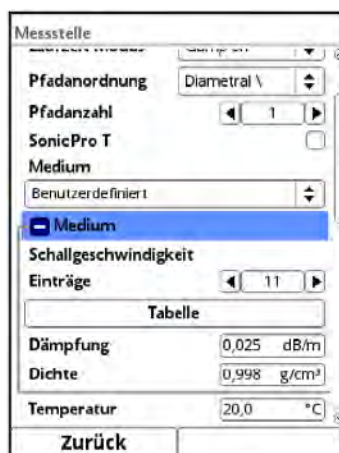 Messstelle
Pfadanordnung Diametral \
Pfadanzahl 1
SonicPro T
Medium
Benutzerdefiniert
Medium
Schallgeschwindigkeit
Einträge 11
Tabelle
Dämpfung 0,025 dB/m
Dichte 0,998 g/cm³
Temperatur 20,0 °C
Zurück